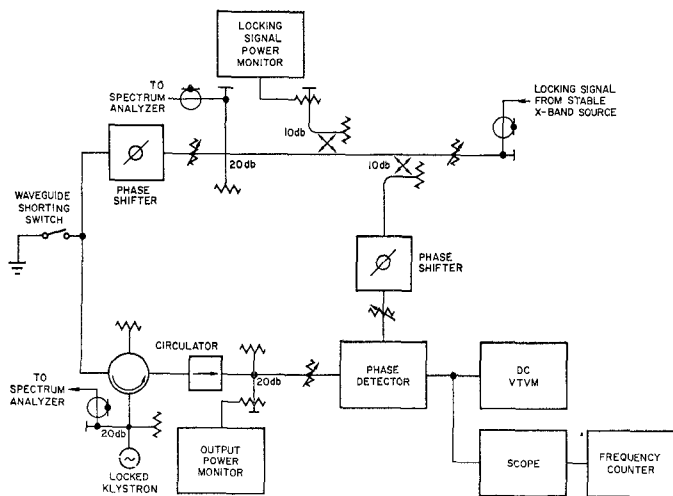 LOCKING
SIGNAL
POWER
MONITOR
TO
SPECTRUM
ANALYZER
LOCKING SIGNAL
FROM STABLE
X-BAND SOURCE
10db
20db
10db
PHASE
SHIFTER
WAVEGUIDE
SHORTING
SWITCH
PHASE
SHIFTER
CIRCULATOR
TO
SPECTRUM
ANALYZER
20db
PHASE
DETECTOR
DC
VTVM
20db
LOCKED
KLYSTRON
OUTPUT
POWER
MONITOR
SCOPE
FREQUENCY
COUNTER